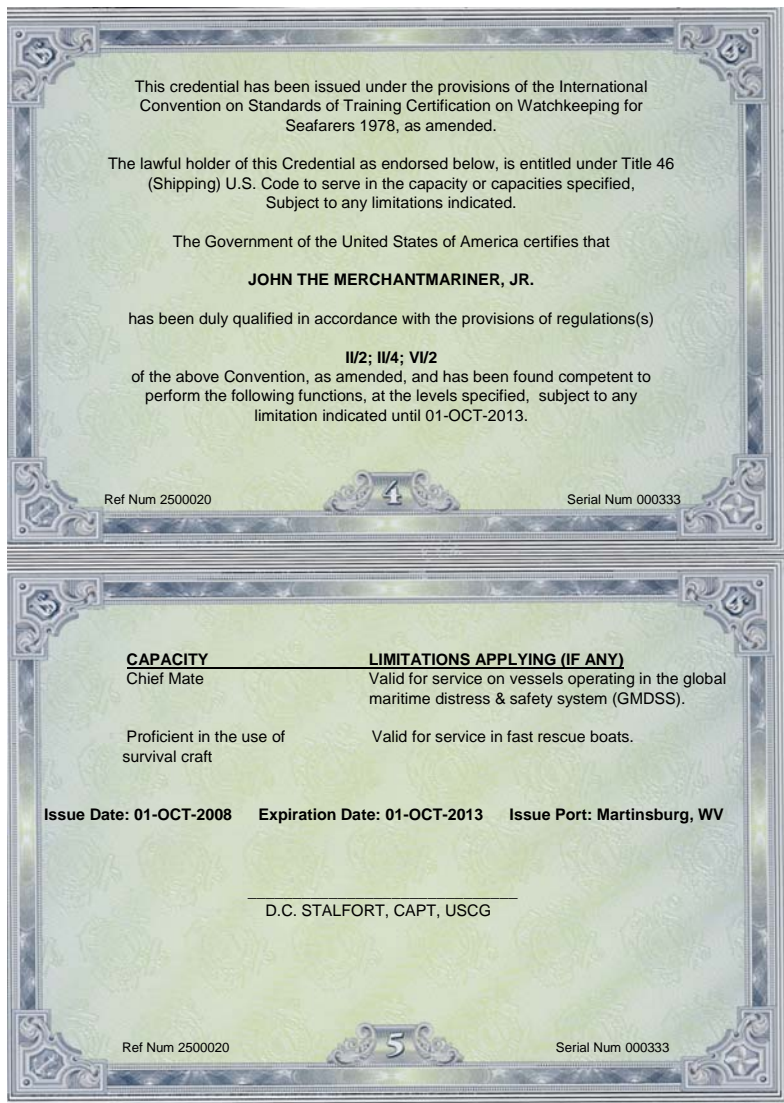 This credential has been issued under the provisions of the International
Convention on Standards of Training Certification on Watchkeeping for
Seafarers 1978, as amended.
The lawful holder of this Credential as endorsed below, is entitled under Title 46
(Shipping) U.S. Code to serve in the capacity or capacities specified,
Subject to any limitations indicated.
The Government of the United States of America certifies that
JOHN THE MERCHANTMARINER, JR.
has been duly qualified in accordance with the provisions of regulations(s)
II/2; II/4; VI/2
of the above Convention, as amended, and has been found competent to
perform the following functions, at the levels specified, subject to any
limitation indicated until 01-OCT-2013.
Ref Num 2500020 4 Serial Num 000333
CAPACITY LIMITATIONS APPLYING (IF ANY)
Chief Mate Valid for service on vessels operating in the global
maritime distress & safety system (GMDSS).
Proficient in the use of Valid for service in fast rescue boats.
survival craft
Issue Date: 01-OCT-2008 Expiration Date: 01-OCT-2013 Issue Port: Martinsburg, WV
D.C. STALFORT, CAPT, USCG
Ref Num 2500020 5 Serial Num 000333